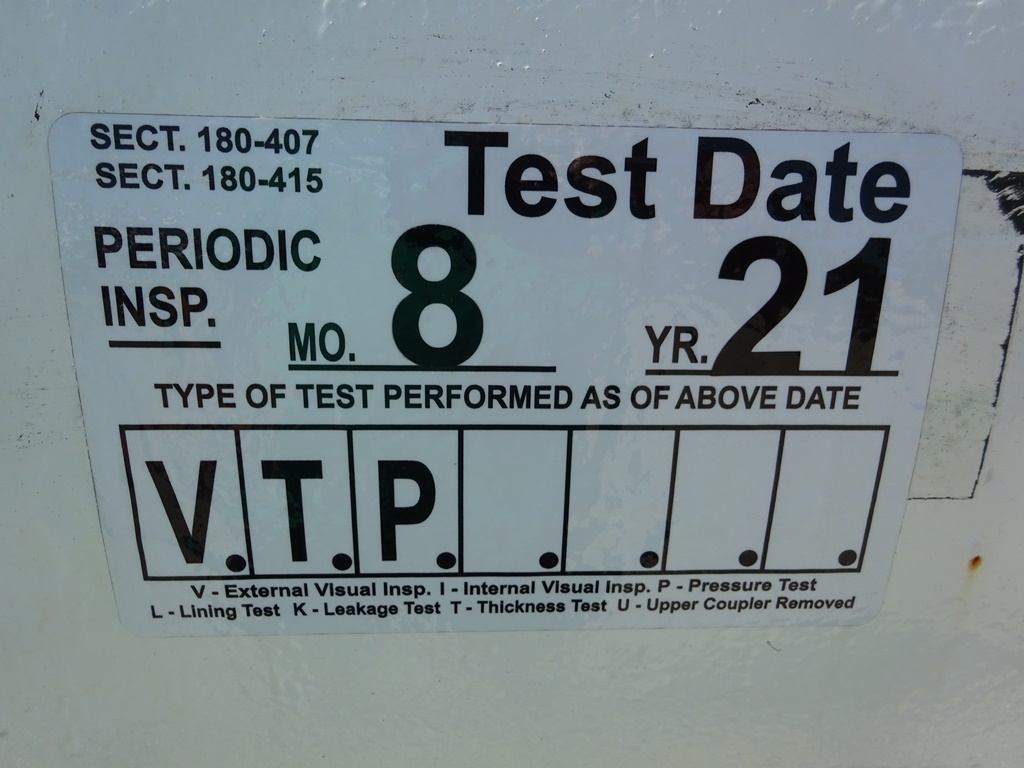 SECT. 180-407
SECT. 180-415
Test Date
PERIODIC
INSP.
MO. 8 YR. 21
TYPE OF TEST PERFORMED AS OF ABOVE DATE
V. T. P. . . . .
V - External Visual Insp. I - Internal Visual Insp. P - Pressure Test
L - Lining Test K - Leakage Test T - Thickness Test U - Upper Coupler Removed